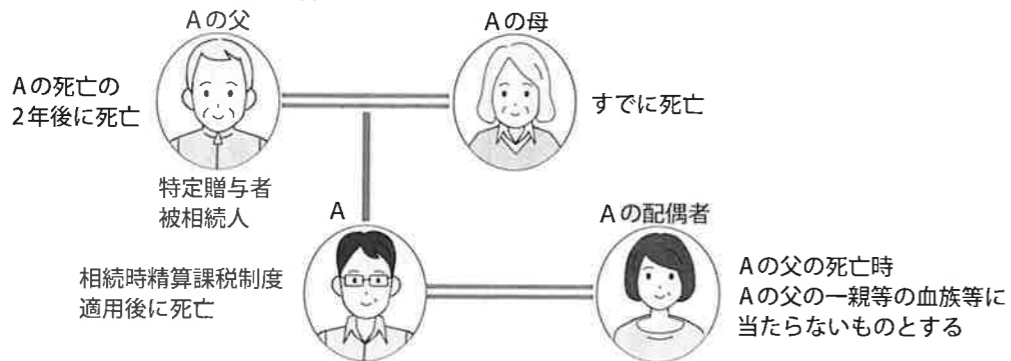 Aの父
Aの母
Aの死亡の
2年後に死亡
すでに死亡
特定贈与者
被相続人
A
Aの配偶者
相続時精算課税制度
適用後に死亡
Aの父の死亡時
Aの父の一親等の血族等に
当たらないものとする